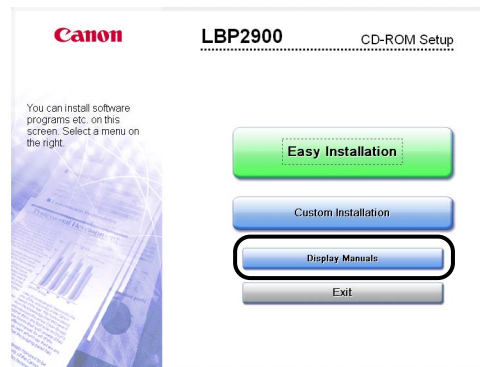 Canon
LBP2900
CD-ROM Setup
You can install software
programs etc. on this
screen. Select a menu on
the right.
Easy Installation
Custom Installation
Display Manuals
Exit